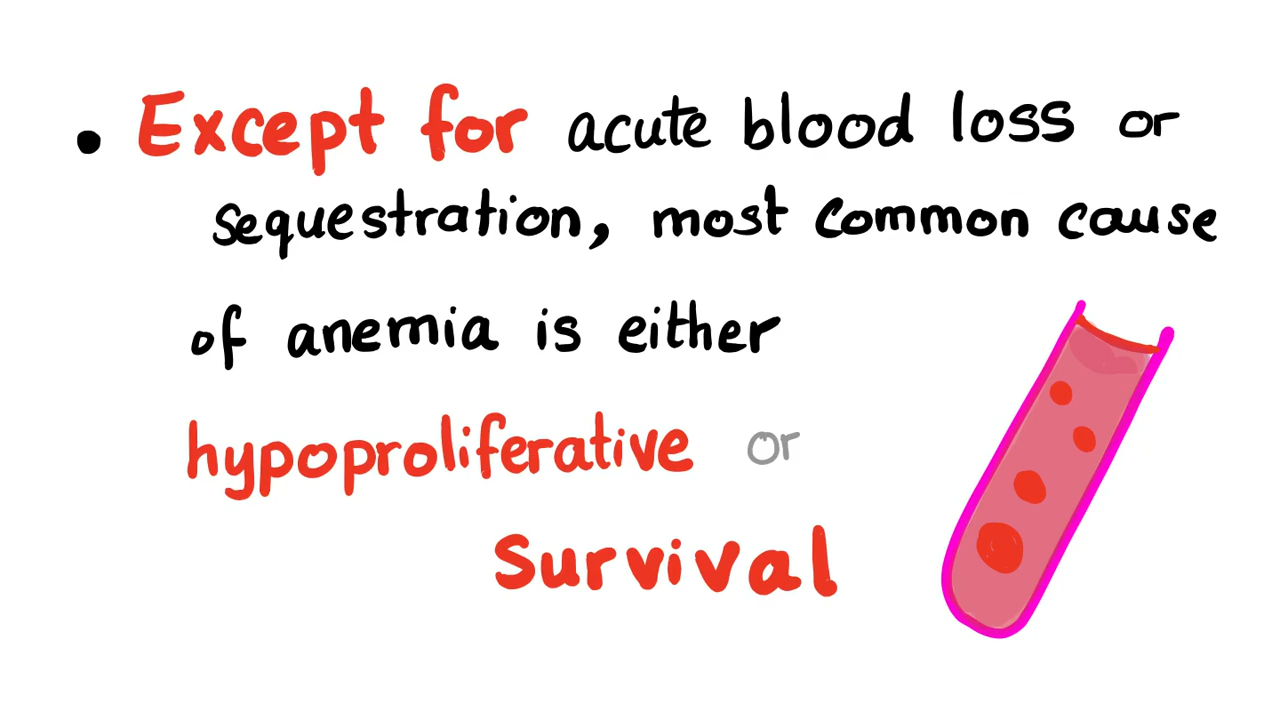 • Except for acute blood loss or
sequestration, most common cause
of anemia is either
hypoproliferative or
Survival